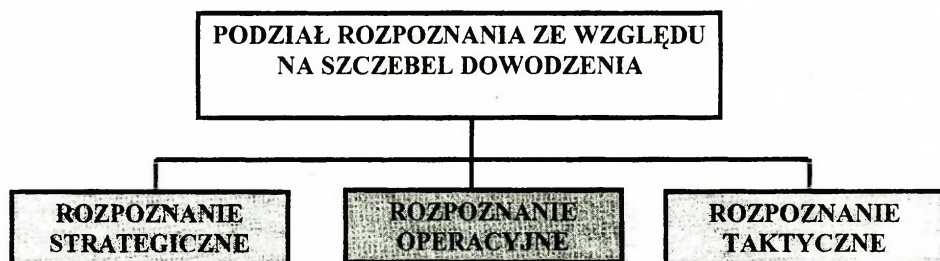 PODZIAŁ ROZPOZNANIA ZE WZGLĘDU
NA SZCZEBEL DOWODZENIA
ROZPOZNANIE
STRATEGICZNE
ROZPOZNANIE
OPERACYJNE
ROZPOZNANIE
TAKTYCZNE